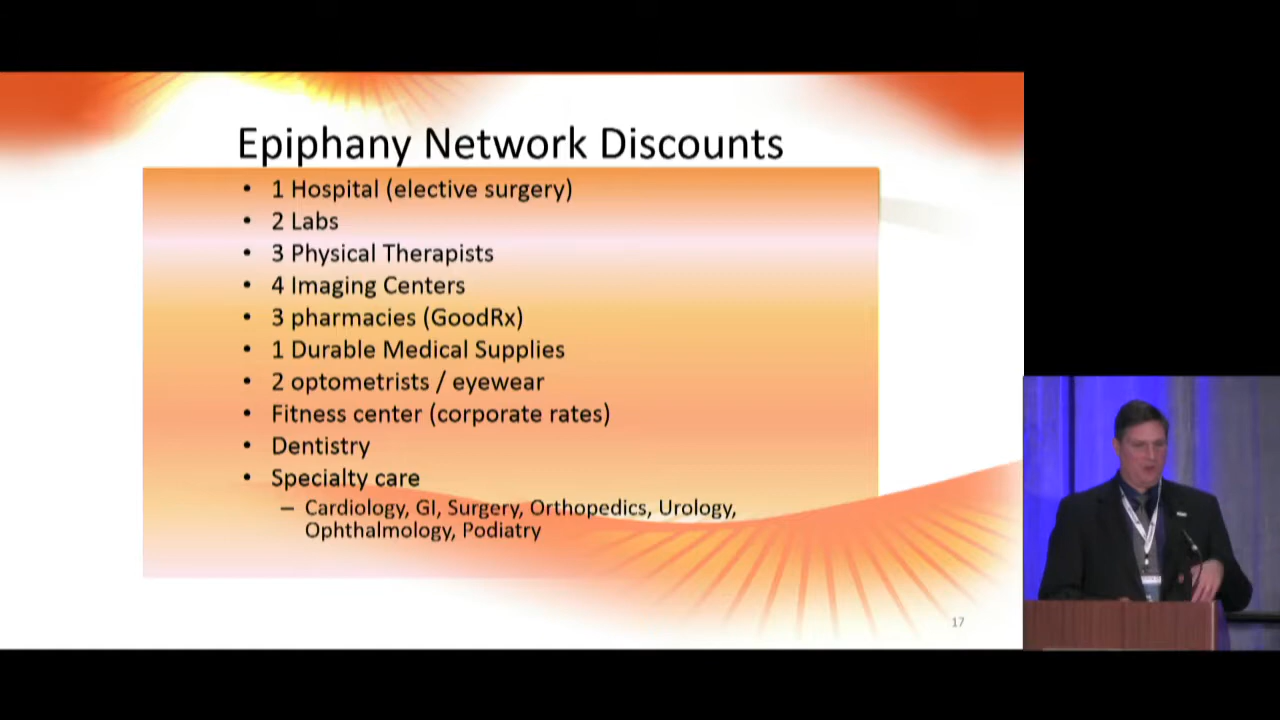 Epiphany Network Discounts
• 1 Hospital (elective surgery)
• 2 Labs
• 3 Physical Therapists
• 4 Imaging Centers
• 3 pharmacies (GoodRx)
• 1 Durable Medical Supplies
• 2 optometrists / eyewear
• Fitness center (corporate rates)
• Dentistry
• Specialty care
– Cardiology, GI, Surgery, Orthopedics, Urology,
Ophthalmology, Podiatry
17